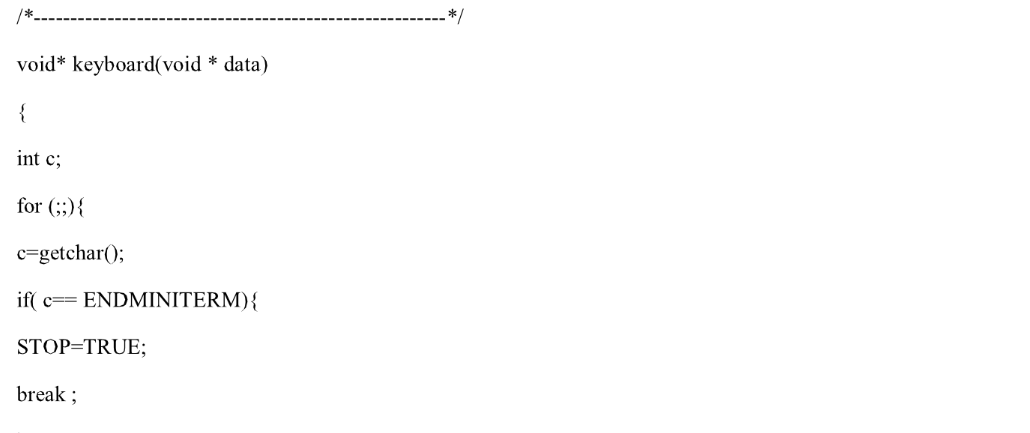 /*--------------------------------------------------------*/
void* keyboard(void * data)
{
int c;
for (;;){
c=getchar();
if( c== ENDMINITERM){
STOP=TRUE;
break ;